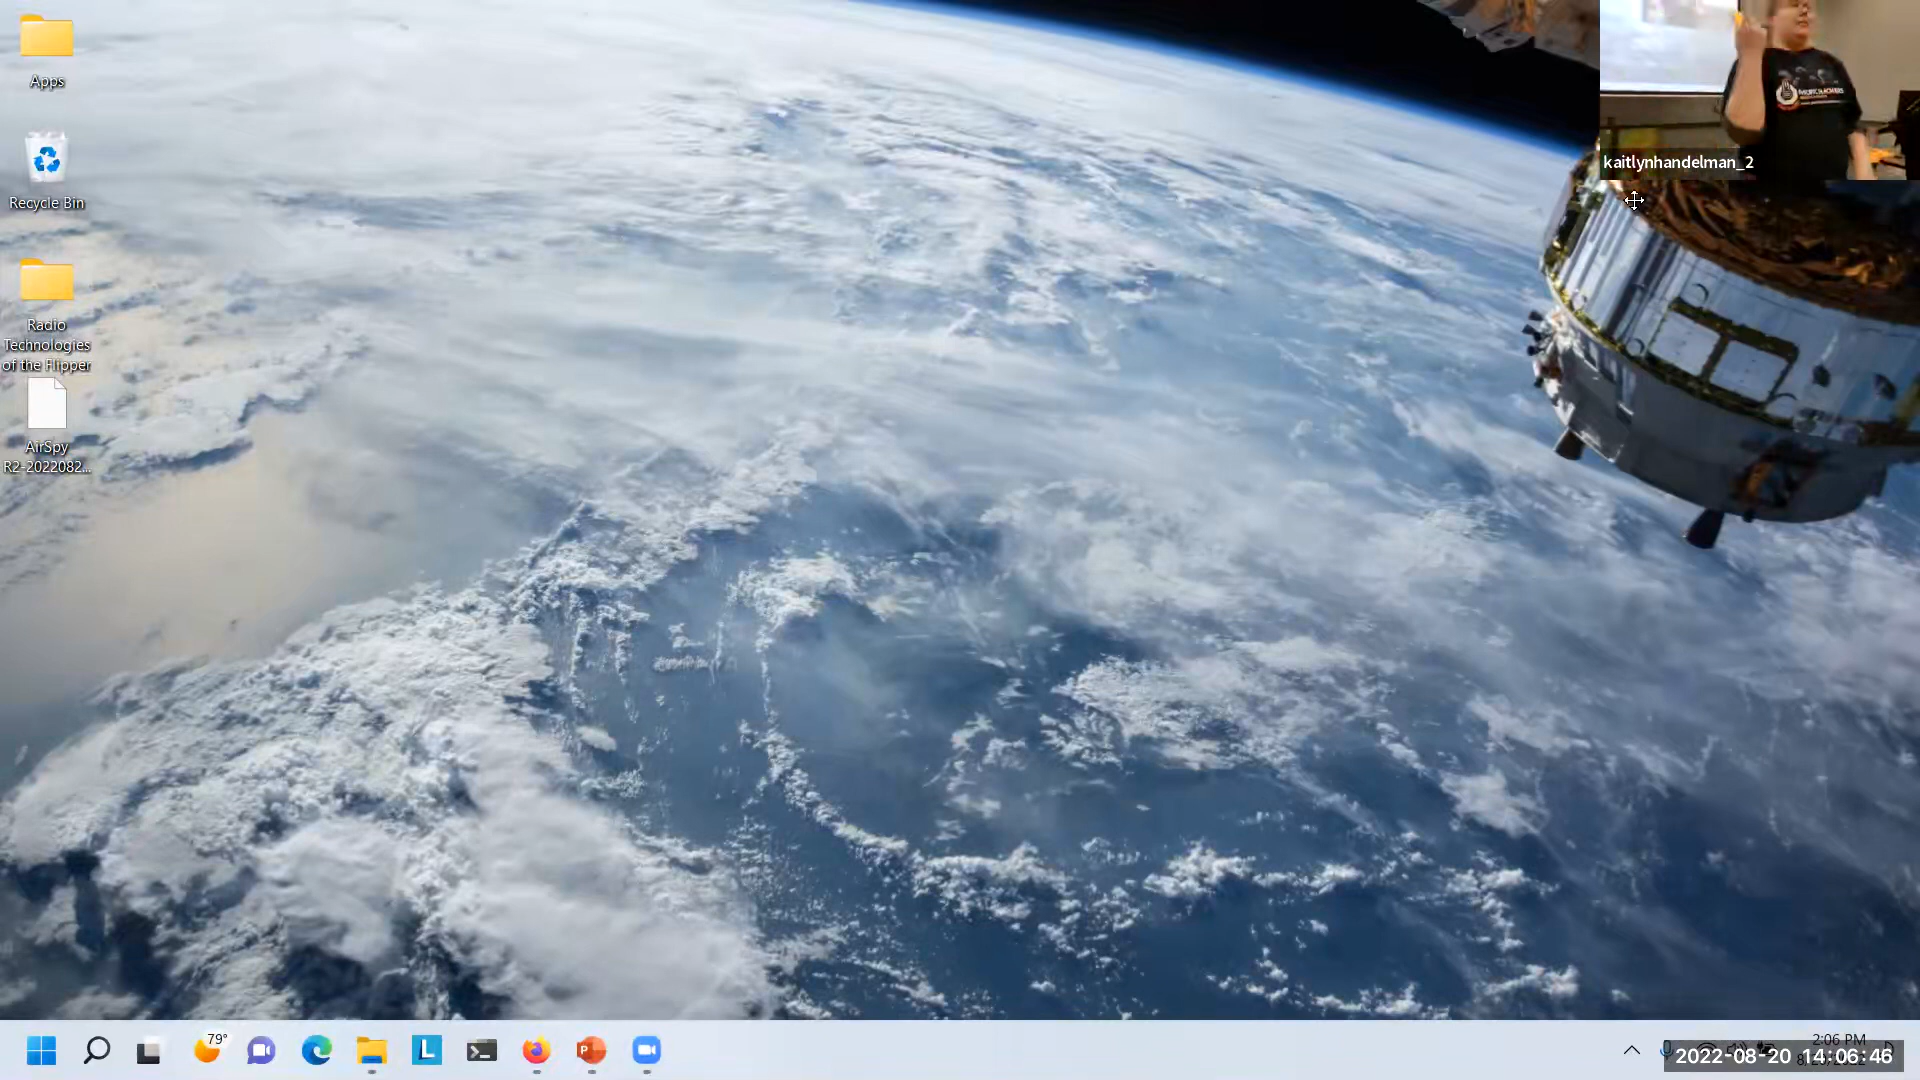 Apps
Recycle Bin
Radio
Technologies
of the Flipper
AirSpy
R2-2022082...
kaitlynhandelman_2
79°
2:06 PM
2022-08-20 14:06:46